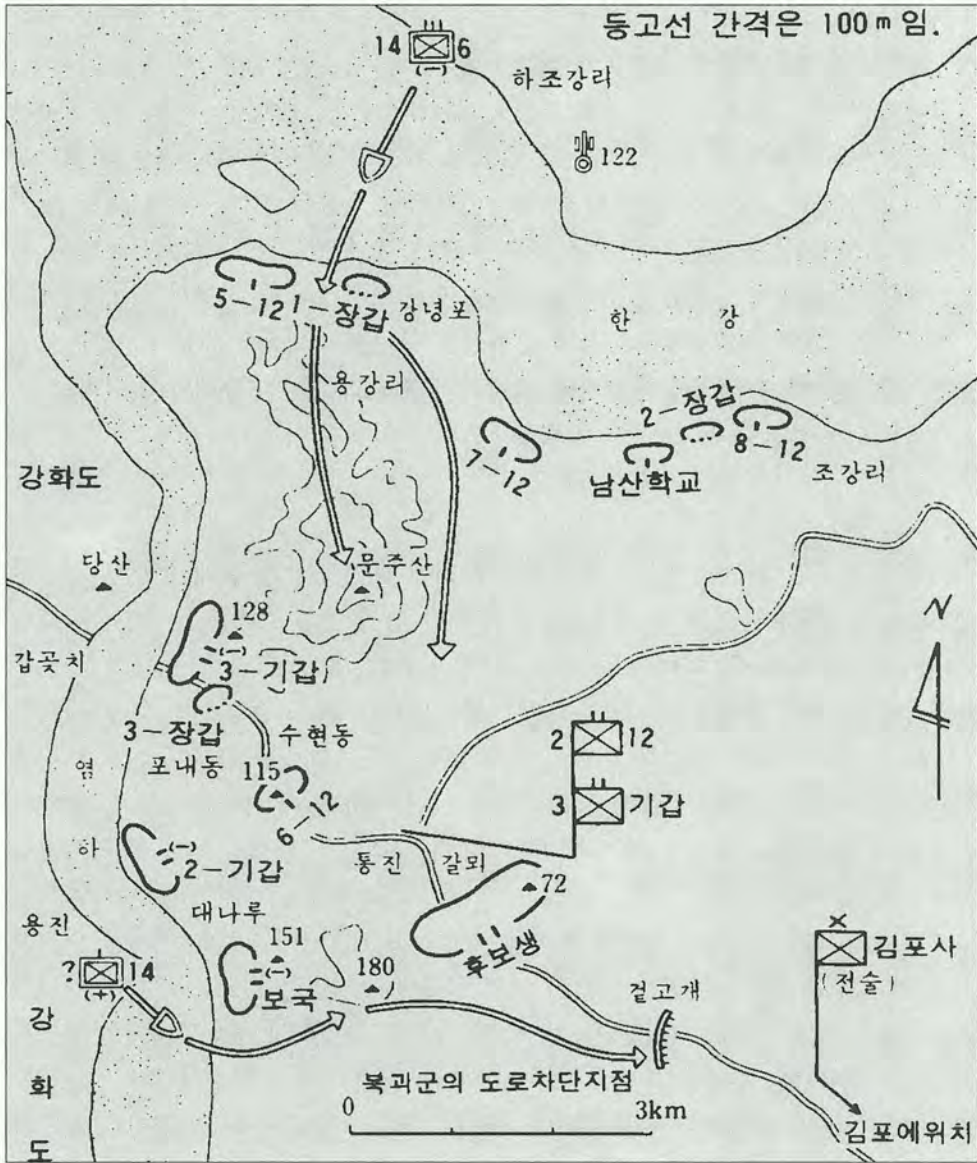 등고선 간격은 100m임.
14 6
(-)
하조강리
122
5-12
1-장갑
강녕포
한강
용강리
2-장갑
7-12
8-12
남산학교
조강리
강화도
당산
문주산
128
(-)
갑곶치
3-기갑
N
3-장갑
수현동
포내동
2 12
염하
115
3 기갑
6-12
(-)
2-기갑
통진
갈뫼
72
대나루
용진
151
후보생
김포사
(전술)
? 14
(+)
(-)
180
보국
겉고개
강화도
북괴군의 도로차단지점
0 3km
김포에위치